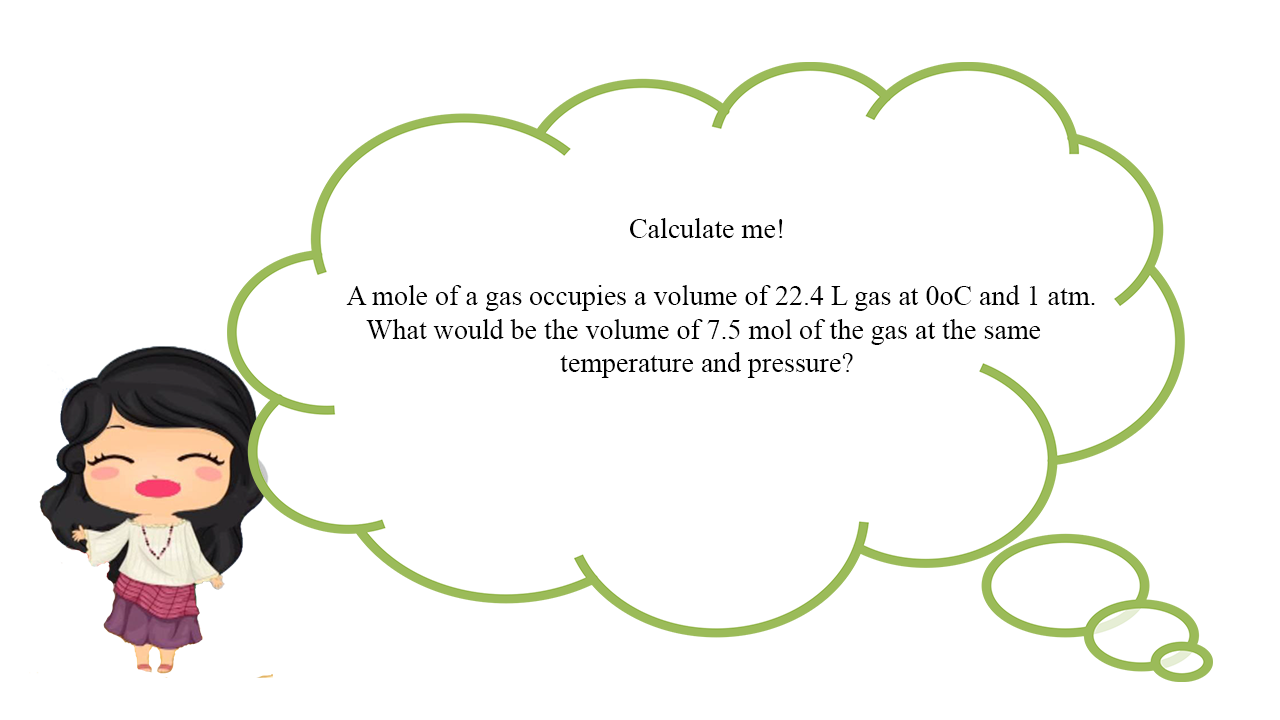 Calculate me!
A mole of a gas occupies a volume of 22.4 L gas at 0oC and 1 atm.
What would be the volume of 7.5 mol of the gas at the same
temperature and pressure?